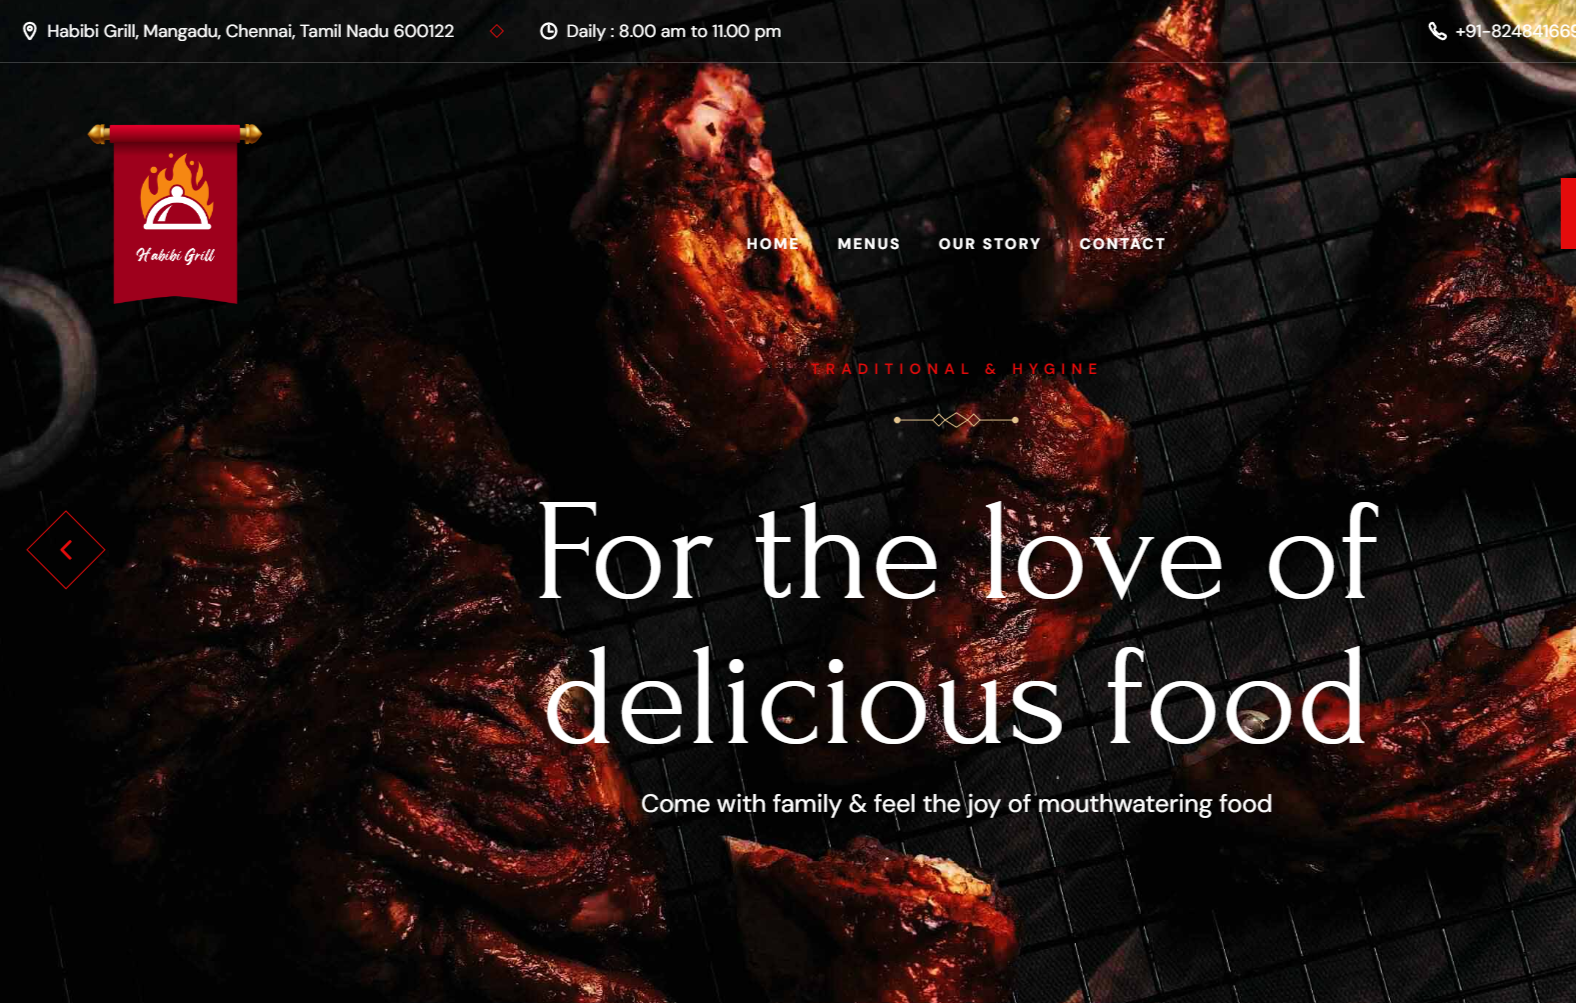 Habibi Grill, Mangadu, Chennai, Tamil Nadu 600122
Daily : 8.00 am to 11.00 pm
Habibi Grill
HOME MENUS OUR STORY CONTACT
TRADITIONAL & HYGINE
For the love of
delicious food
Come with family & feel the joy of mouthwatering food